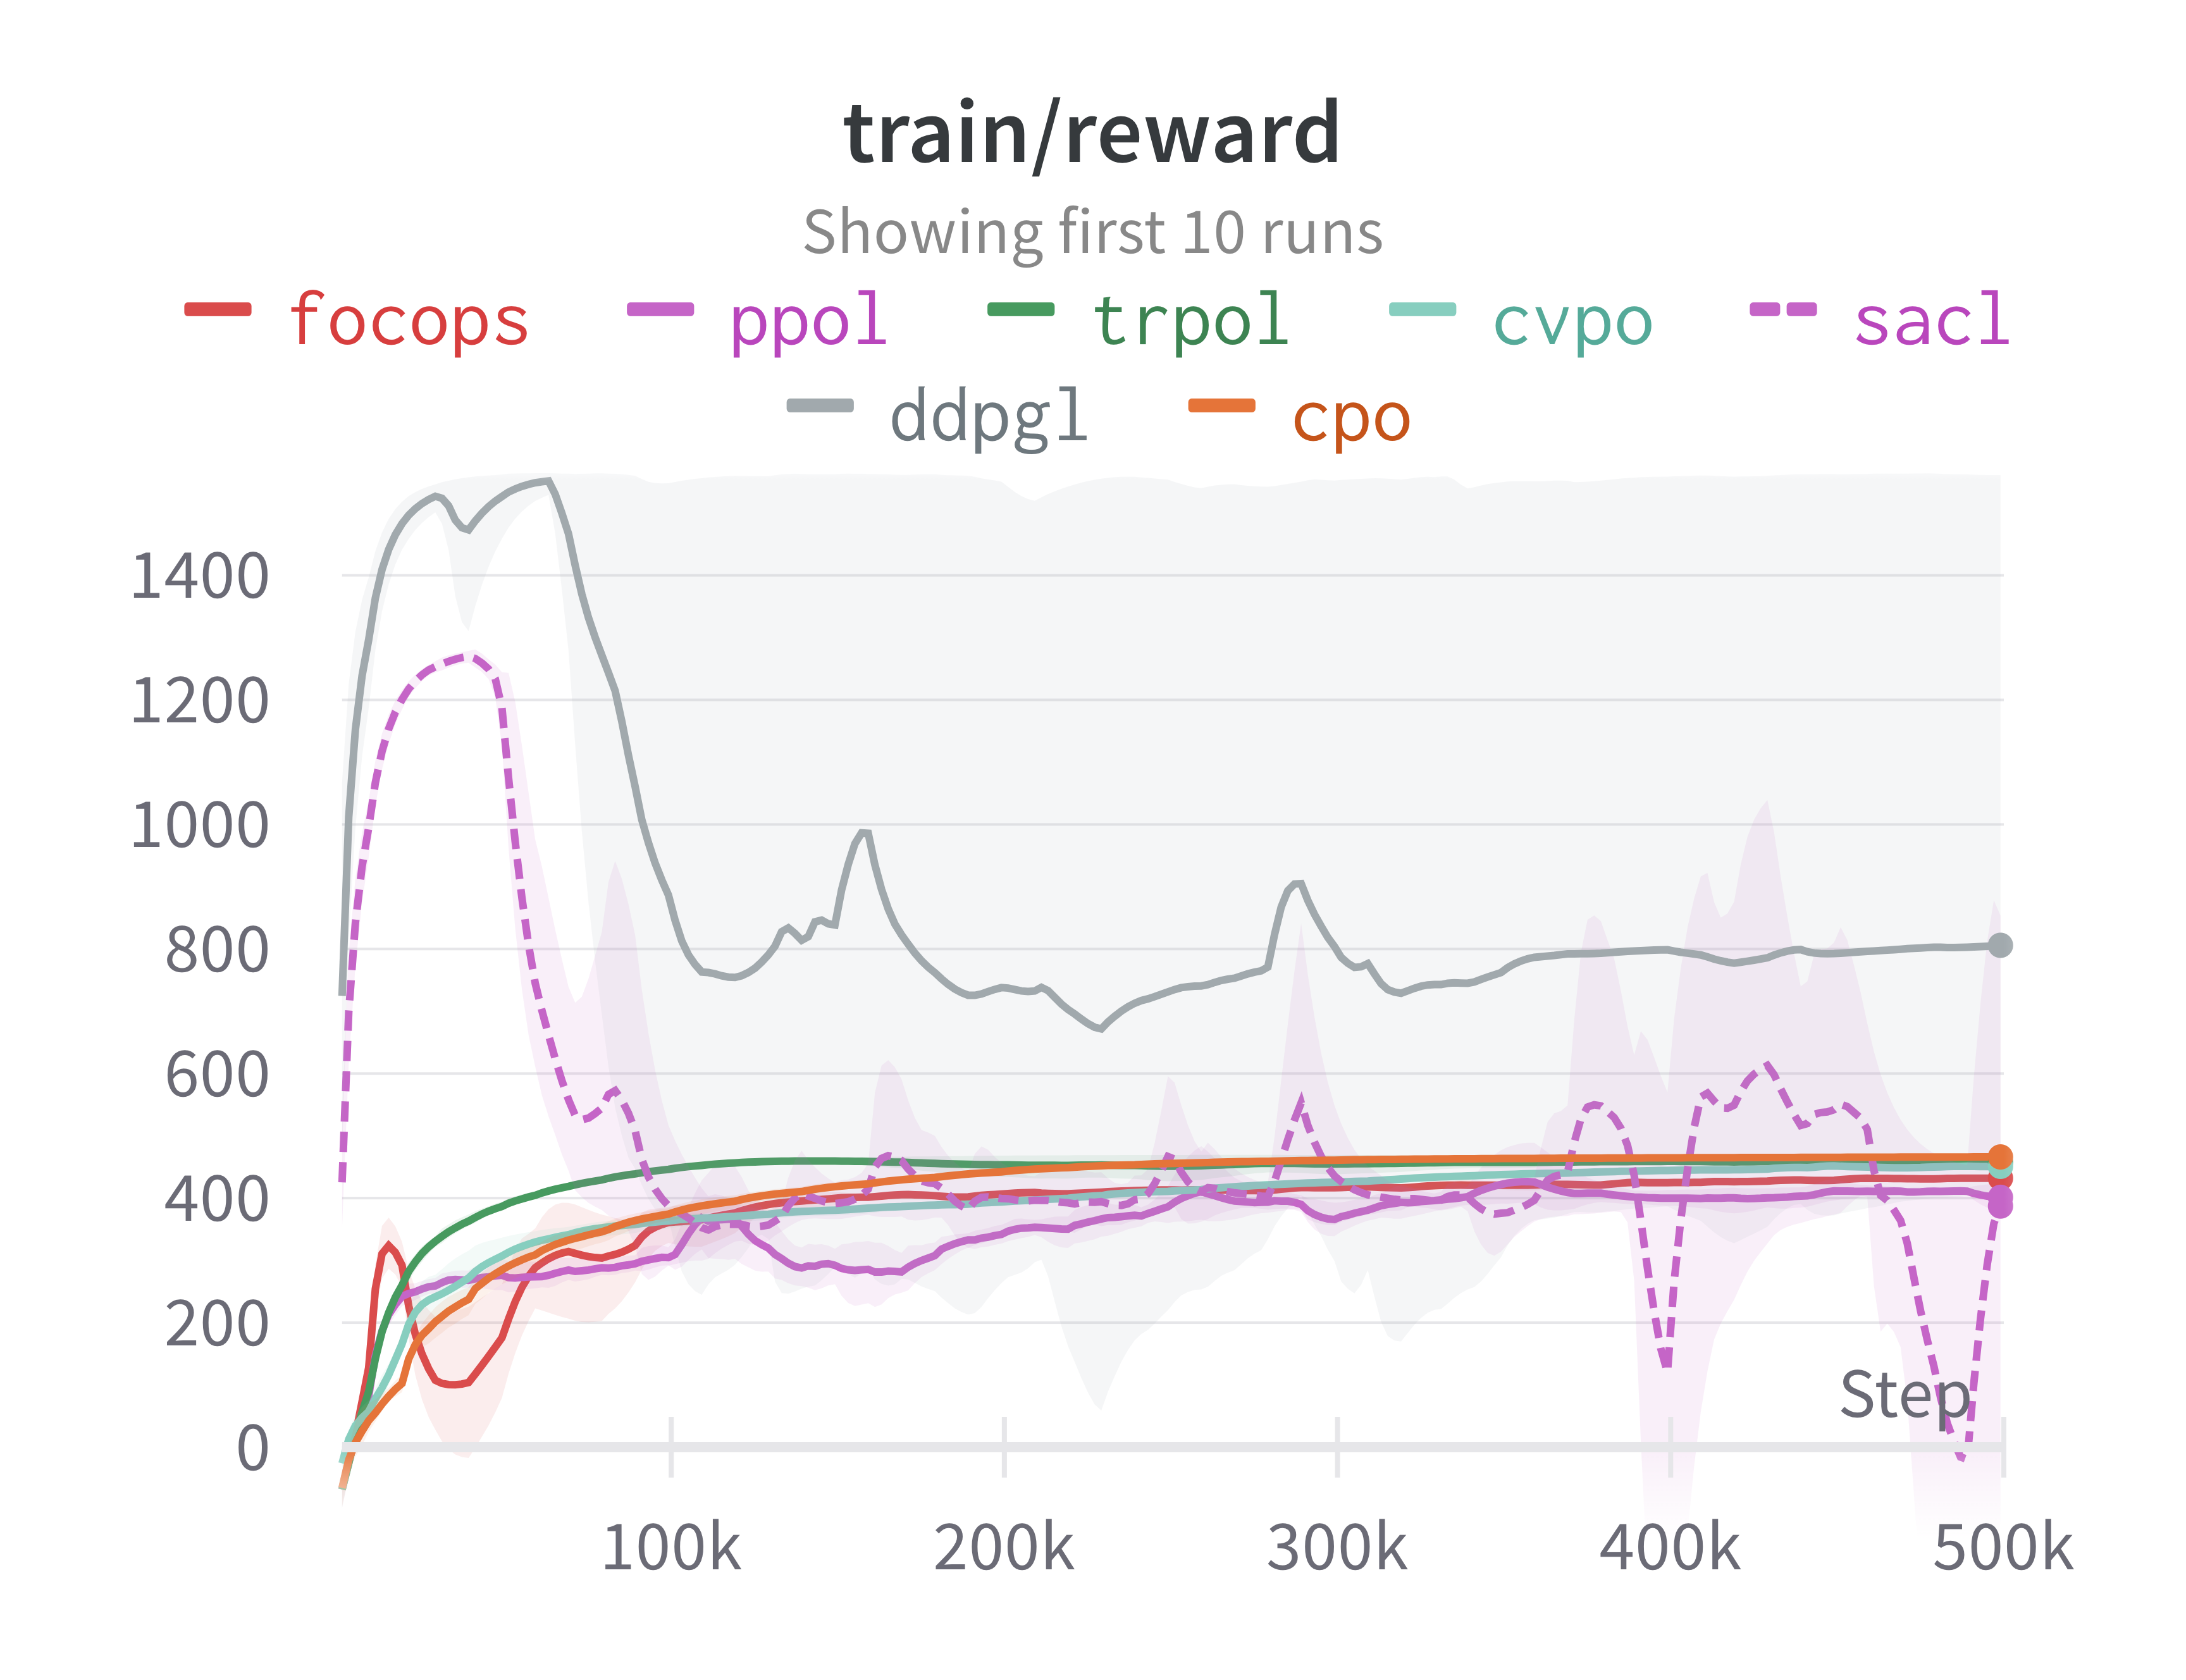 train/reward
Showing first 10 runs
focops ppol trpol cvpo sacl
ddpgl cpo
1400
1200
1000
800
600
400
200
Step
0
100k 200k 300k 400k 500k